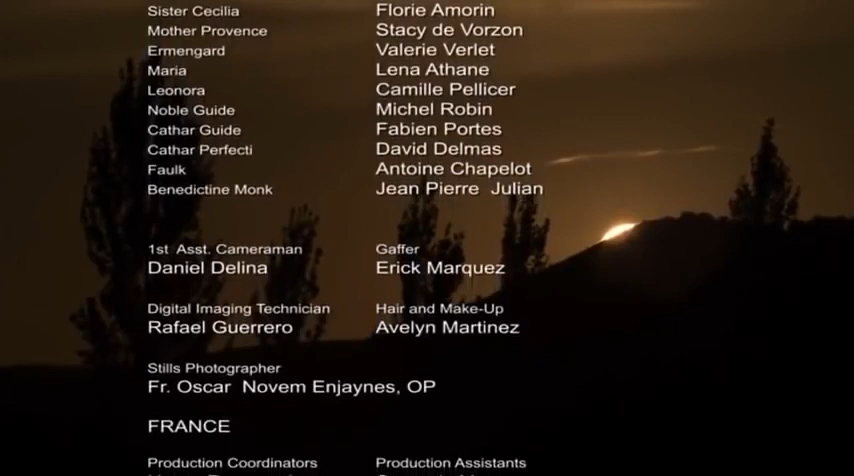 Sister Cecilia Florie Amorin
Mother Provence Stacy de Vorzon
Ermengard Valerie Verlet
Maria Lena Athane
Leonora Camille Pellicer
Noble Guide Michel Robin
Cathar Guide Fabien Portes
Cathar Perfecti David Delmas
Faulk Antoine Chapelot
Benedictine Monk Jean Pierre Julian
1st Asst. Cameraman Gaffer
Daniel Delina Erick Marquez
Digital Imaging Technician Hair and Make-Up
Rafael Guerrero Avelyn Martinez
Stills Photographer
Fr. Oscar Novem Enjaynes, OP
FRANCE
Production Coordinators Production Assistants